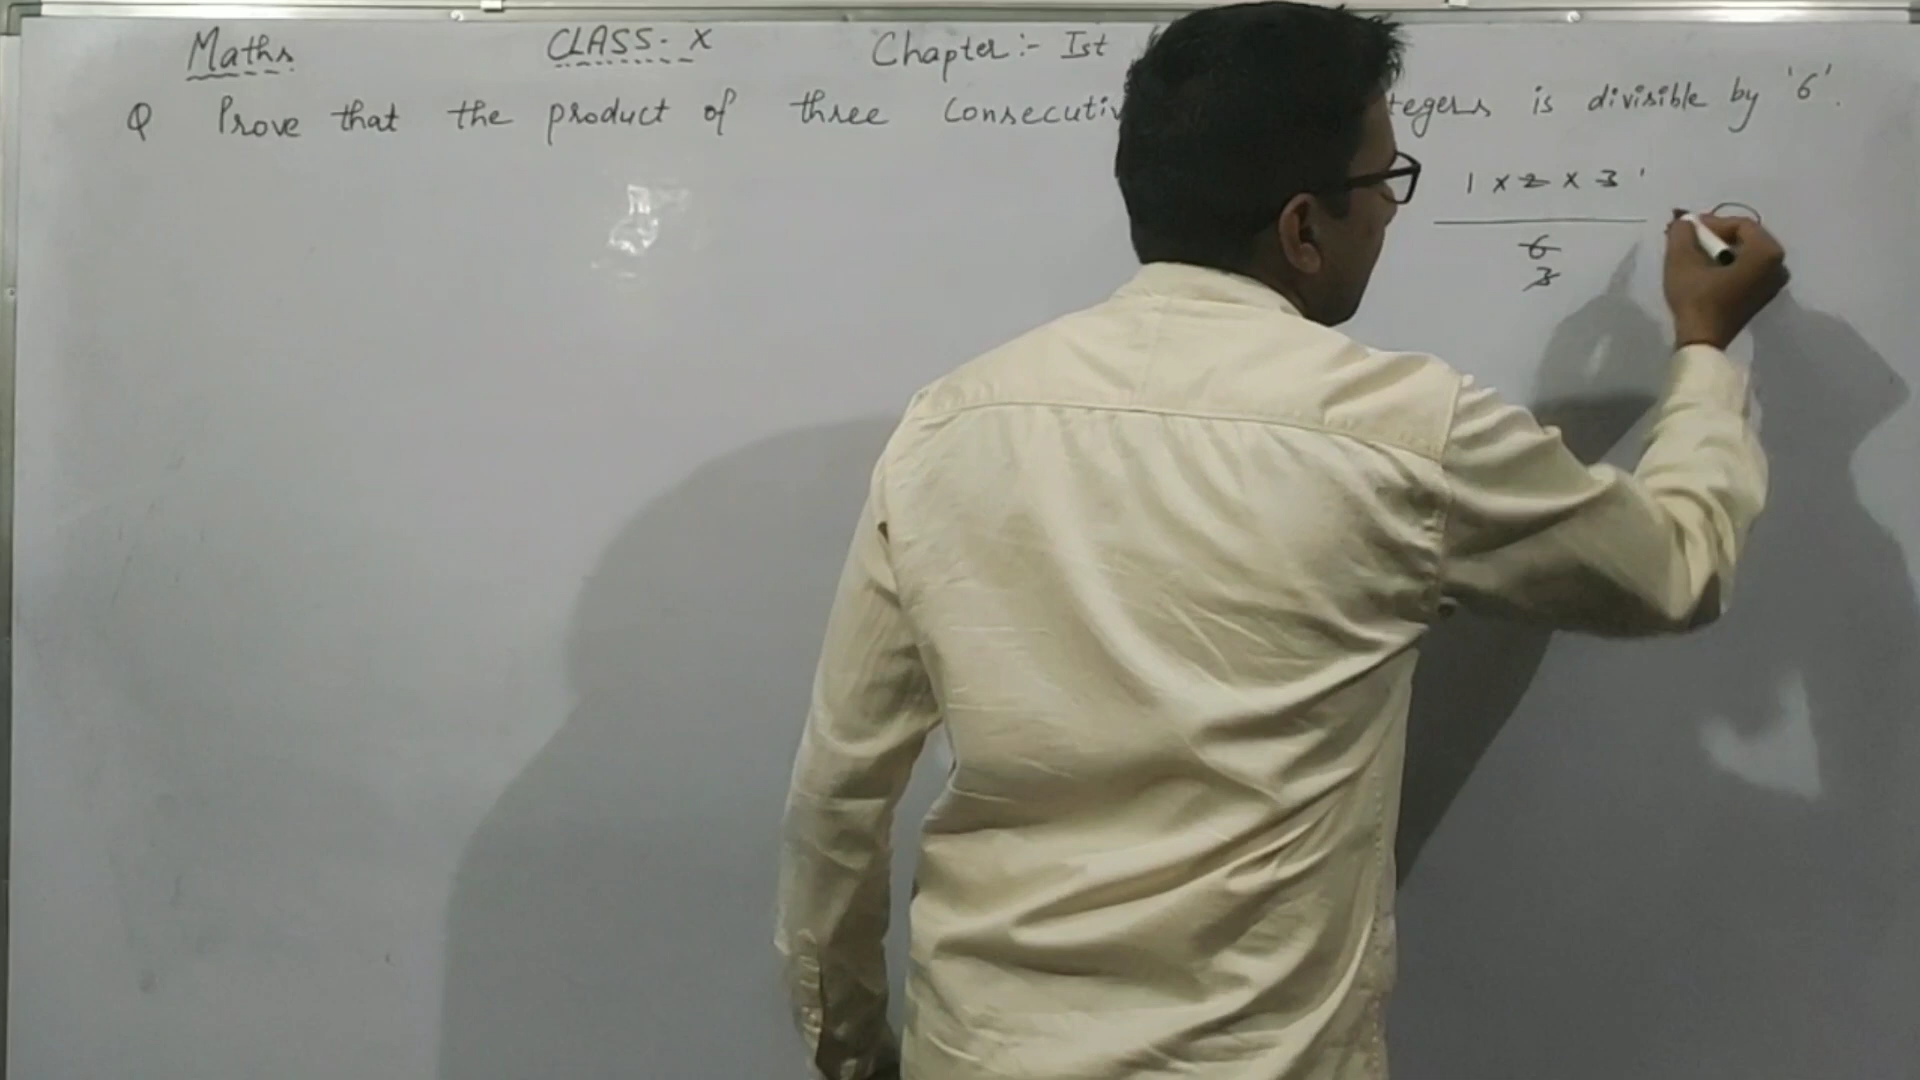 Maths CLASS- X Chapter:- Ist
Q Prove that the product of three consecutiv tegers is divisible by '6'.
1 x 2 x 3 '
6
3